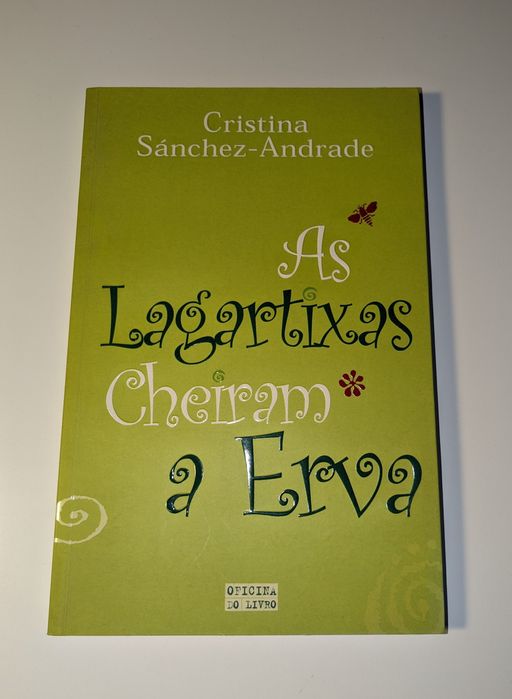 Cristina
Sánchez-Andrade
As
Lagartixas
Cheiram
a Erva
OFICINA
DO LIVRO